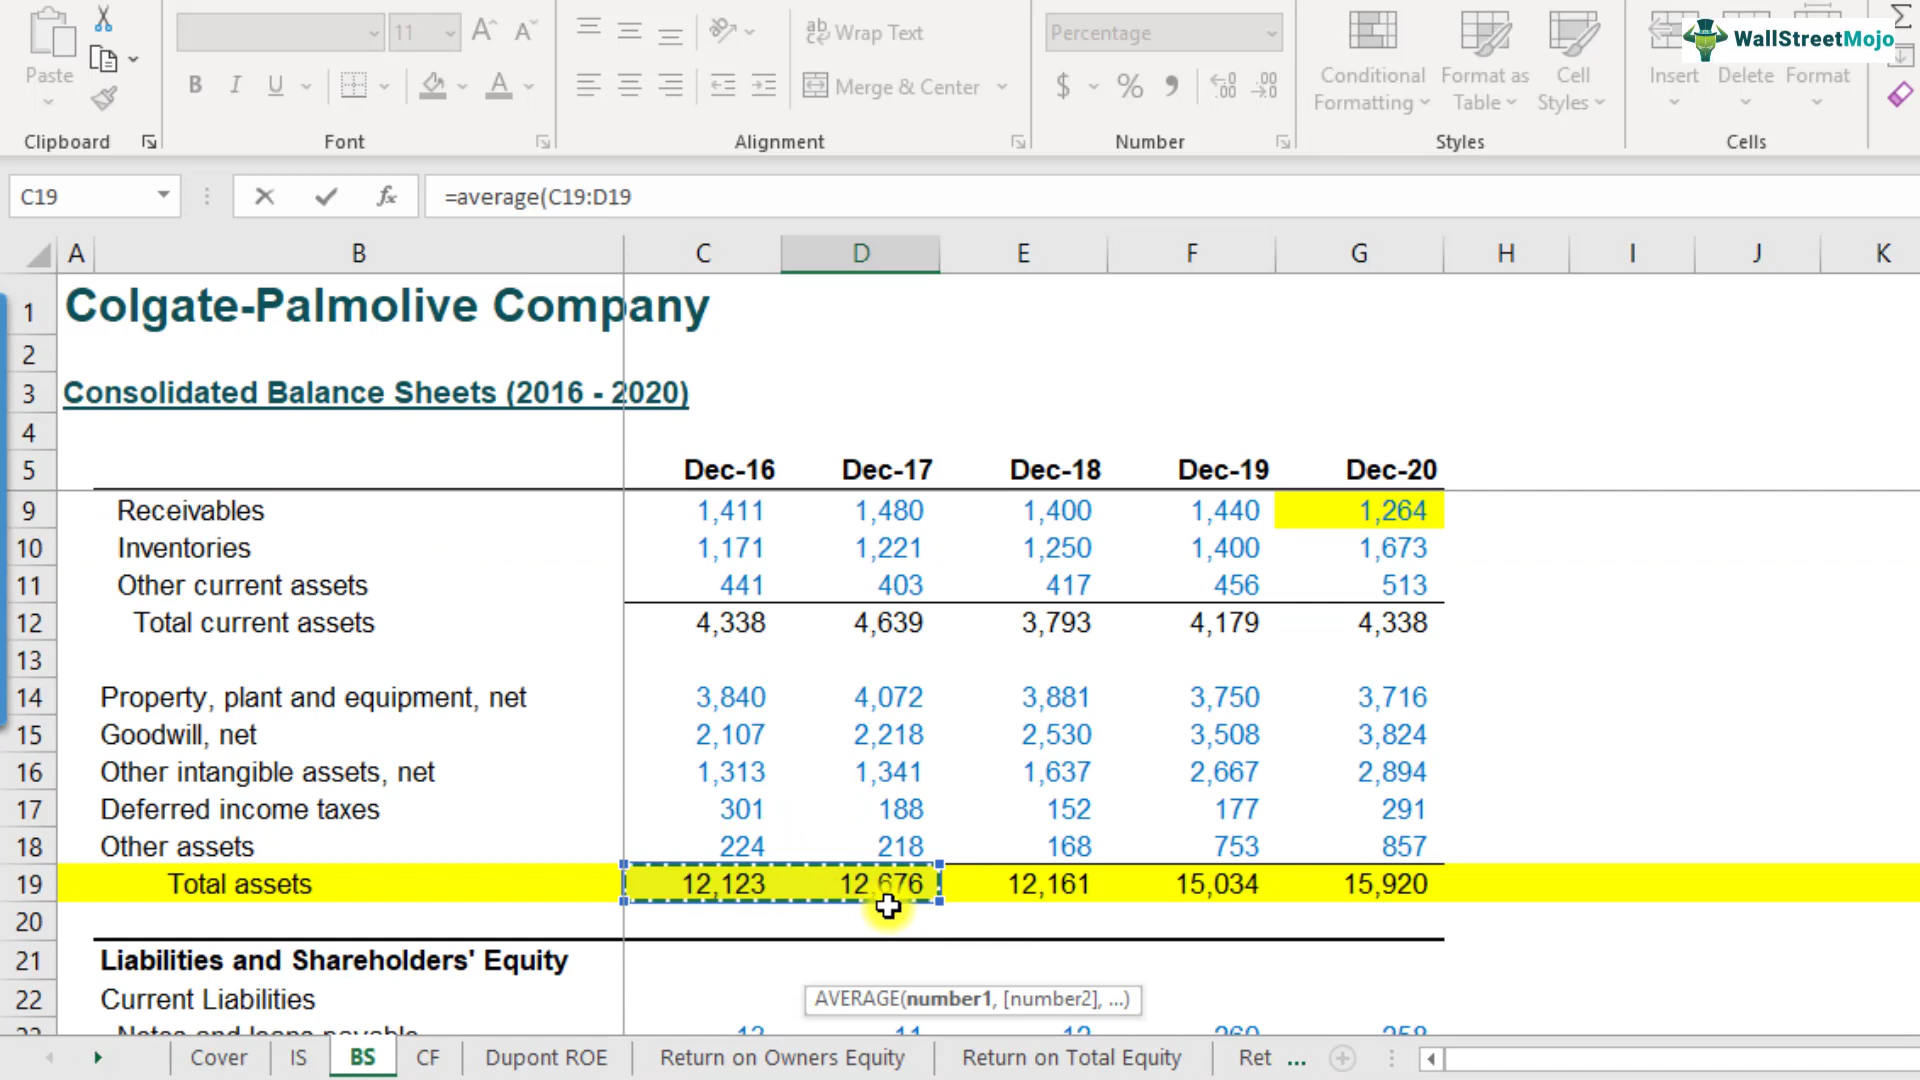 Paste
11
Wrap Text
Merge & Center
Percentage
Conditional Formatting
Format as Table
Cell Styles
Insert
Delete
Format
WallStreetMojo
Clipboard
Font
Alignment
Number
Styles
Cells
C19
=average(C19:D19
A B C D E F G H I J K
1 Colgate-Palmolive Company
2
3 Consolidated Balance Sheets (2016 - 2020)
4
5 Dec-16 Dec-17 Dec-18 Dec-19 Dec-20
9 Receivables 1,411 1,480 1,400 1,440 1,264
10 Inventories 1,171 1,221 1,250 1,400 1,673
11 Other current assets 441 403 417 456 513
12 Total current assets 4,338 4,639 3,793 4,179 4,338
13
14 Property, plant and equipment, net 3,840 4,072 3,881 3,750 3,716
15 Goodwill, net 2,107 2,218 2,530 3,508 3,824
16 Other intangible assets, net 1,313 1,341 1,637 2,667 2,894
17 Deferred income taxes 301 188 152 177 291
18 Other assets 224 218 168 753 857
19 Total assets 12,123 12,676 12,161 15,034 15,920
20
21 Liabilities and Shareholders' Equity
22 Current Liabilities
AVERAGE(number1, [number2], ...)
Notes and loans payable 13 11 12 260 258
Cover IS BS CF Dupont ROE Return on Owners Equity Return on Total Equity Ret ...